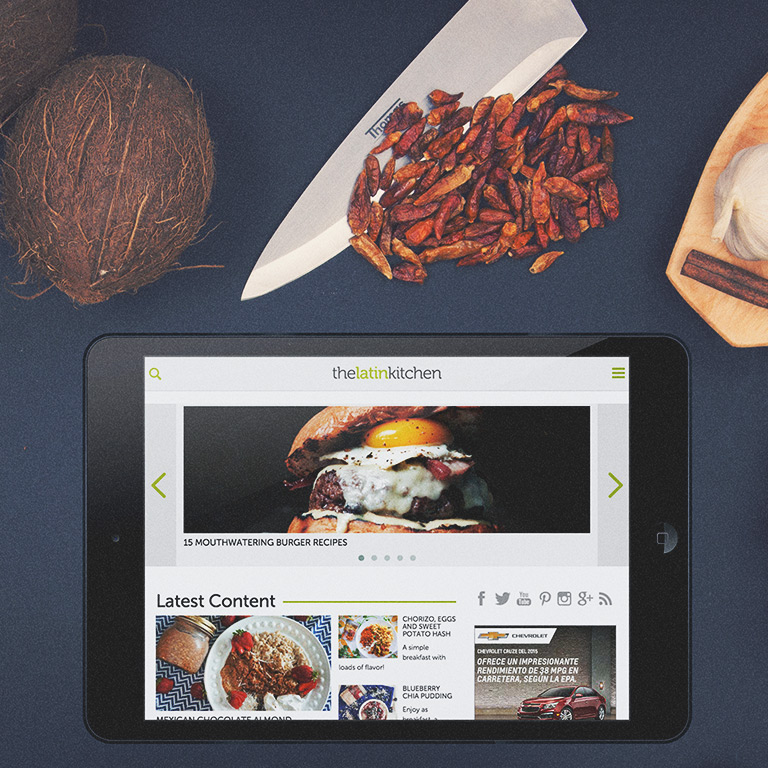 Thomas
thelatinkitchen
15 MOUTHWATERING BURGER RECIPES
Latest Content
f
You
Tube
g+
CHORIZO, EGGS
AND SWEET
POTATO HASH
A simple
breakfast with
loads of flavor!
BLUEBERRY
CHIA PUDDING
Enjoy as
breakfast, a
MEXICAN CHOCOLATE ALMOND
CHEVROLET
CHEVROLET CRUZE DEL 2015
OFRECE UN IMPRESIONANTE
RENDIMIENTO DE 38 MPG EN
CARRETERA, SEGÚN LA EPA.